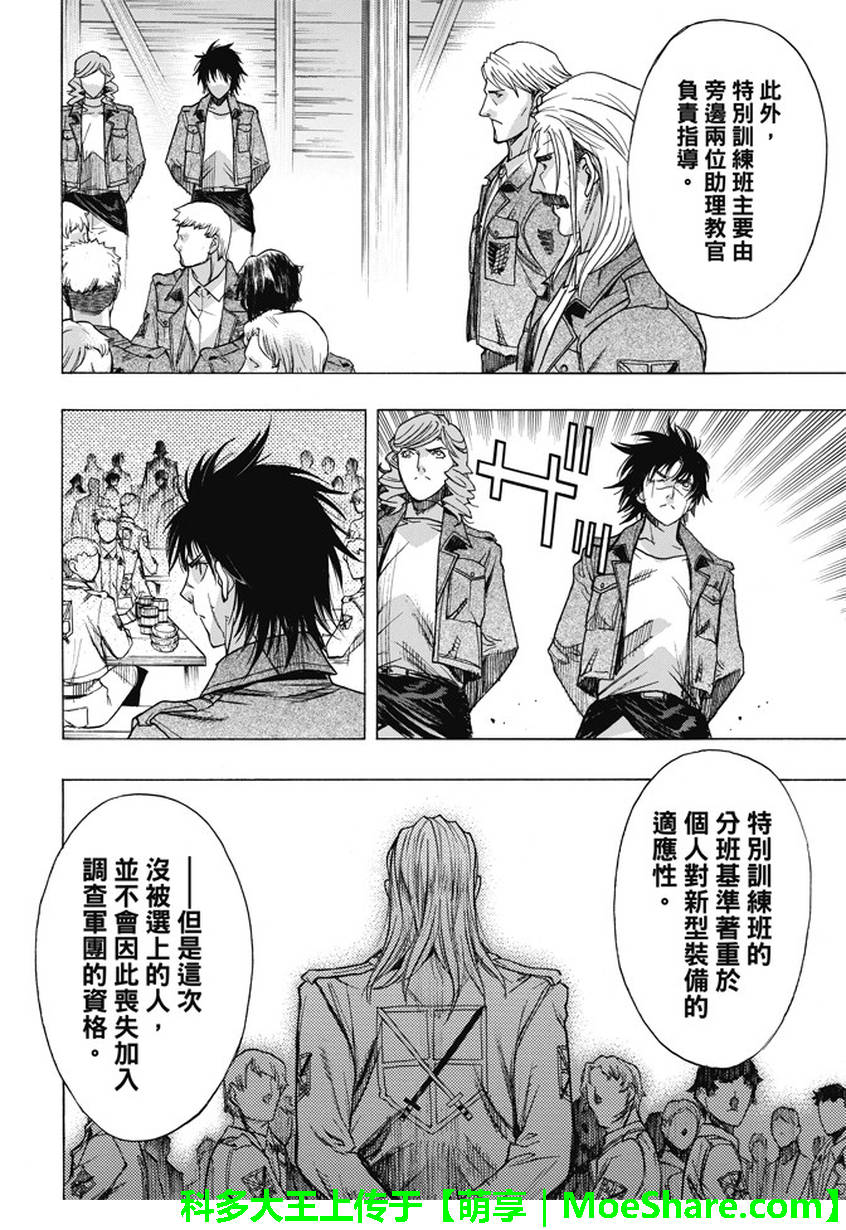 此外，
特別訓練班主要由
旁邊兩位助理教官
負責指導。
特別訓練班的
分班基準著重於
個人對新型裝備的
適應性。
——但是這次
沒被選上的人，
並不會因此喪失加入
調查軍團的資格。
科多大王上传于【萌享｜MoeShare.com】